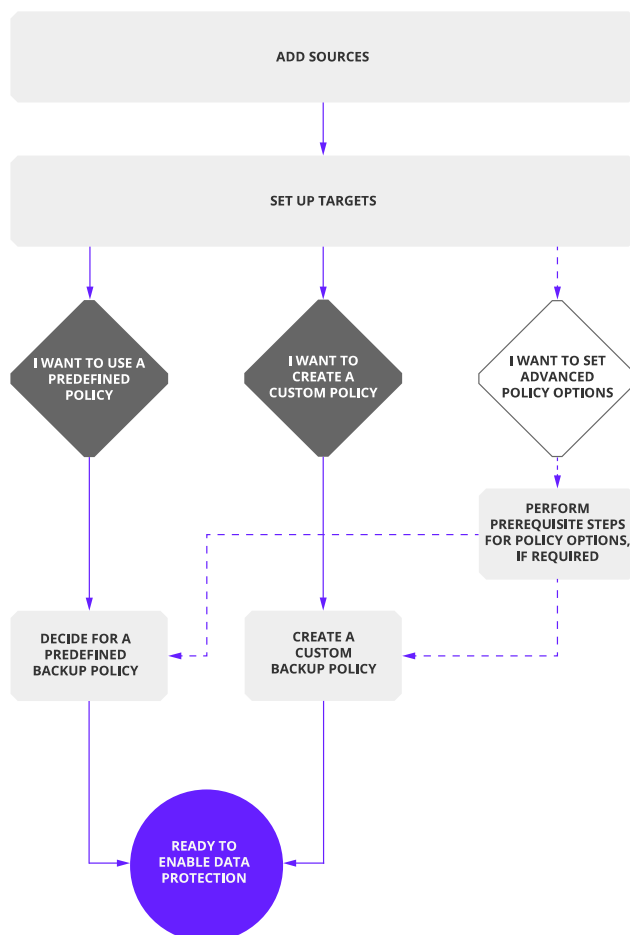 ADD SOURCES
SET UP TARGETS
I WANT TO USE A
PREDEFINED
POLICY
I WANT TO
CREATE A
CUSTOM POLICY
I WANT TO SET
ADVANCED
POLICY OPTIONS
PERFORM
PREREQUISITE STEPS
FOR POLICY OPTIONS,
IF REQUIRED
DECIDE FOR A
PREDEFINED
BACKUP POLICY
CREATE A
CUSTOM
BACKUP POLICY
READY TO
ENABLE DATA
PROTECTION